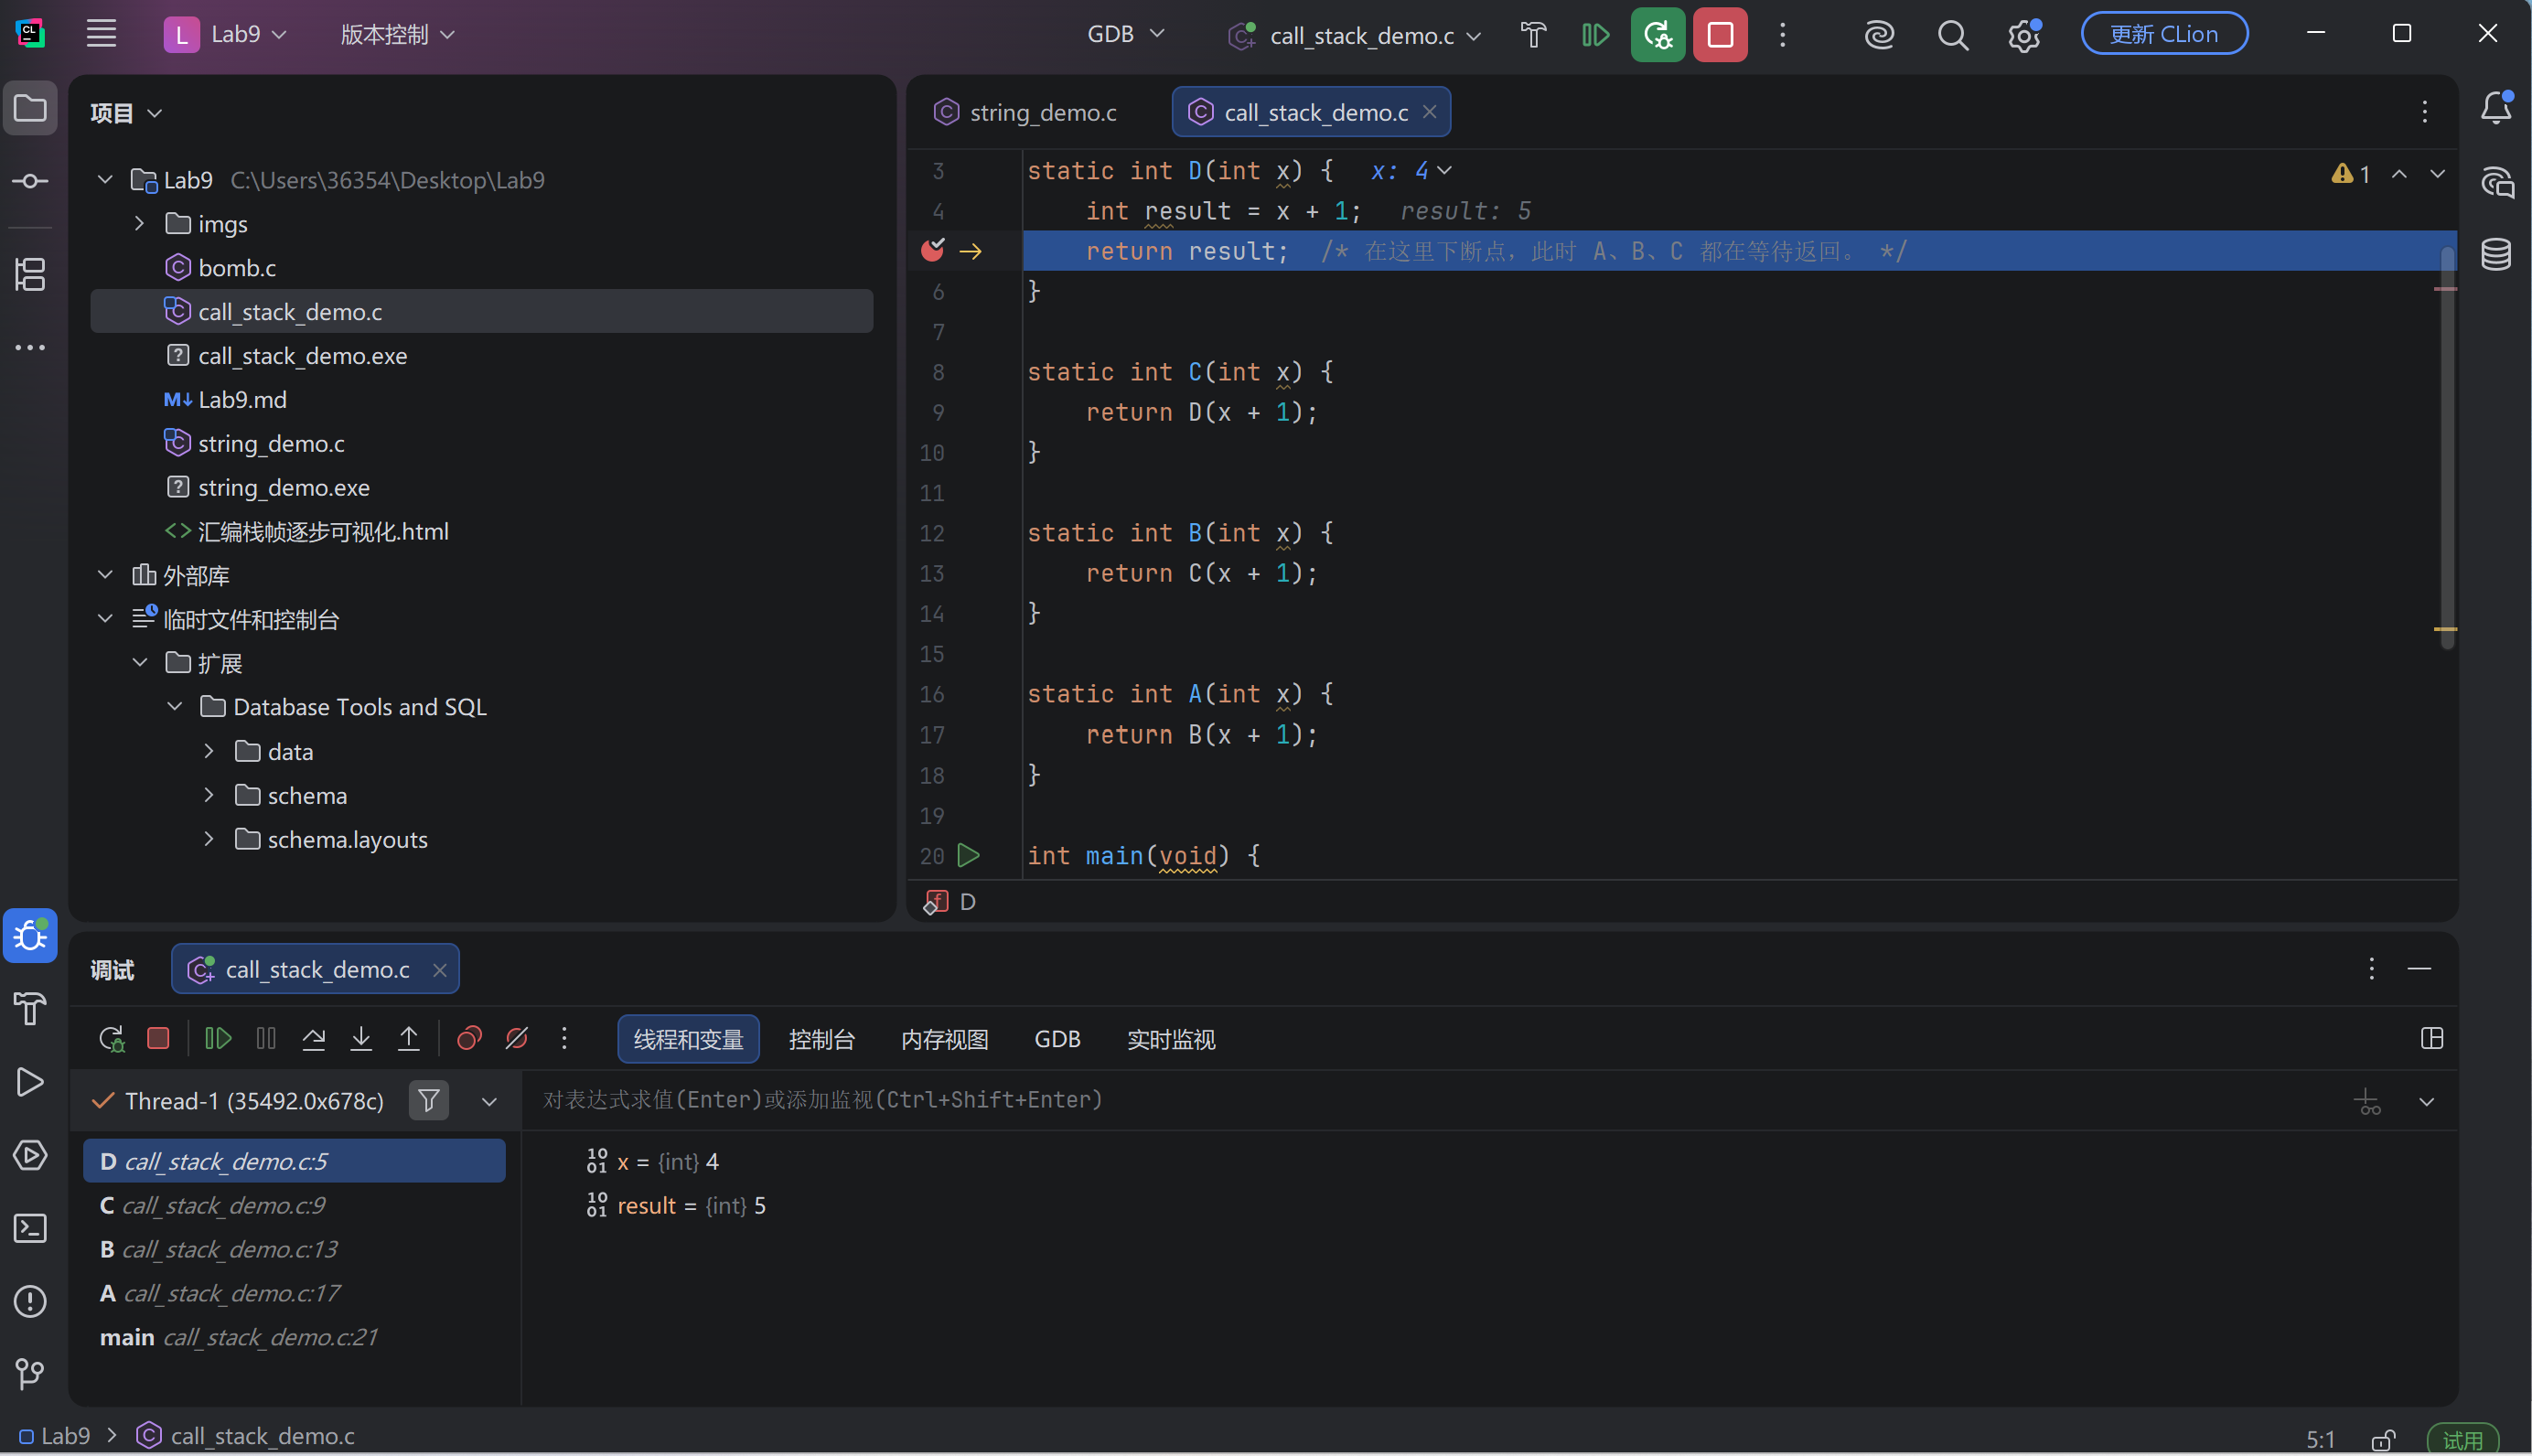 CL
L Lab9 版本控制 GDB call_stack_demo.c 更新 CLion
项目
Lab9 C:\Users\36354\Desktop\Lab9
imgs
bomb.c
call_stack_demo.c
call_stack_demo.exe
M↓ Lab9.md
string_demo.c
string_demo.exe
汇编栈帧逐步可视化.html
外部库
临时文件和控制台
扩展
Database Tools and SQL
data
schema
schema.layouts
string_demo.c call_stack_demo.c
3 static int D(int x) { x: 4
4 int result = x + 1; result: 5
return result; /* 在这里下断点，此时 A、B、C 都在等待返回。 */
6 }
7
8 static int C(int x) {
9 return D(x + 1);
10 }
11
12 static int B(int x) {
13 return C(x + 1);
14 }
15
16 static int A(int x) {
17 return B(x + 1);
18 }
19
20 int main(void) {
1
f D
调试 call_stack_demo.c
线程和变量 控制台 内存视图 GDB 实时监视
Thread-1 (35492.0x678c)
对表达式求值(Enter)或添加监视(Ctrl+Shift+Enter)
D call_stack_demo.c:5
C call_stack_demo.c:9
B call_stack_demo.c:13
A call_stack_demo.c:17
main call_stack_demo.c:21
x = {int} 4
result = {int} 5
Lab9 > call_stack_demo.c
5:1 试用